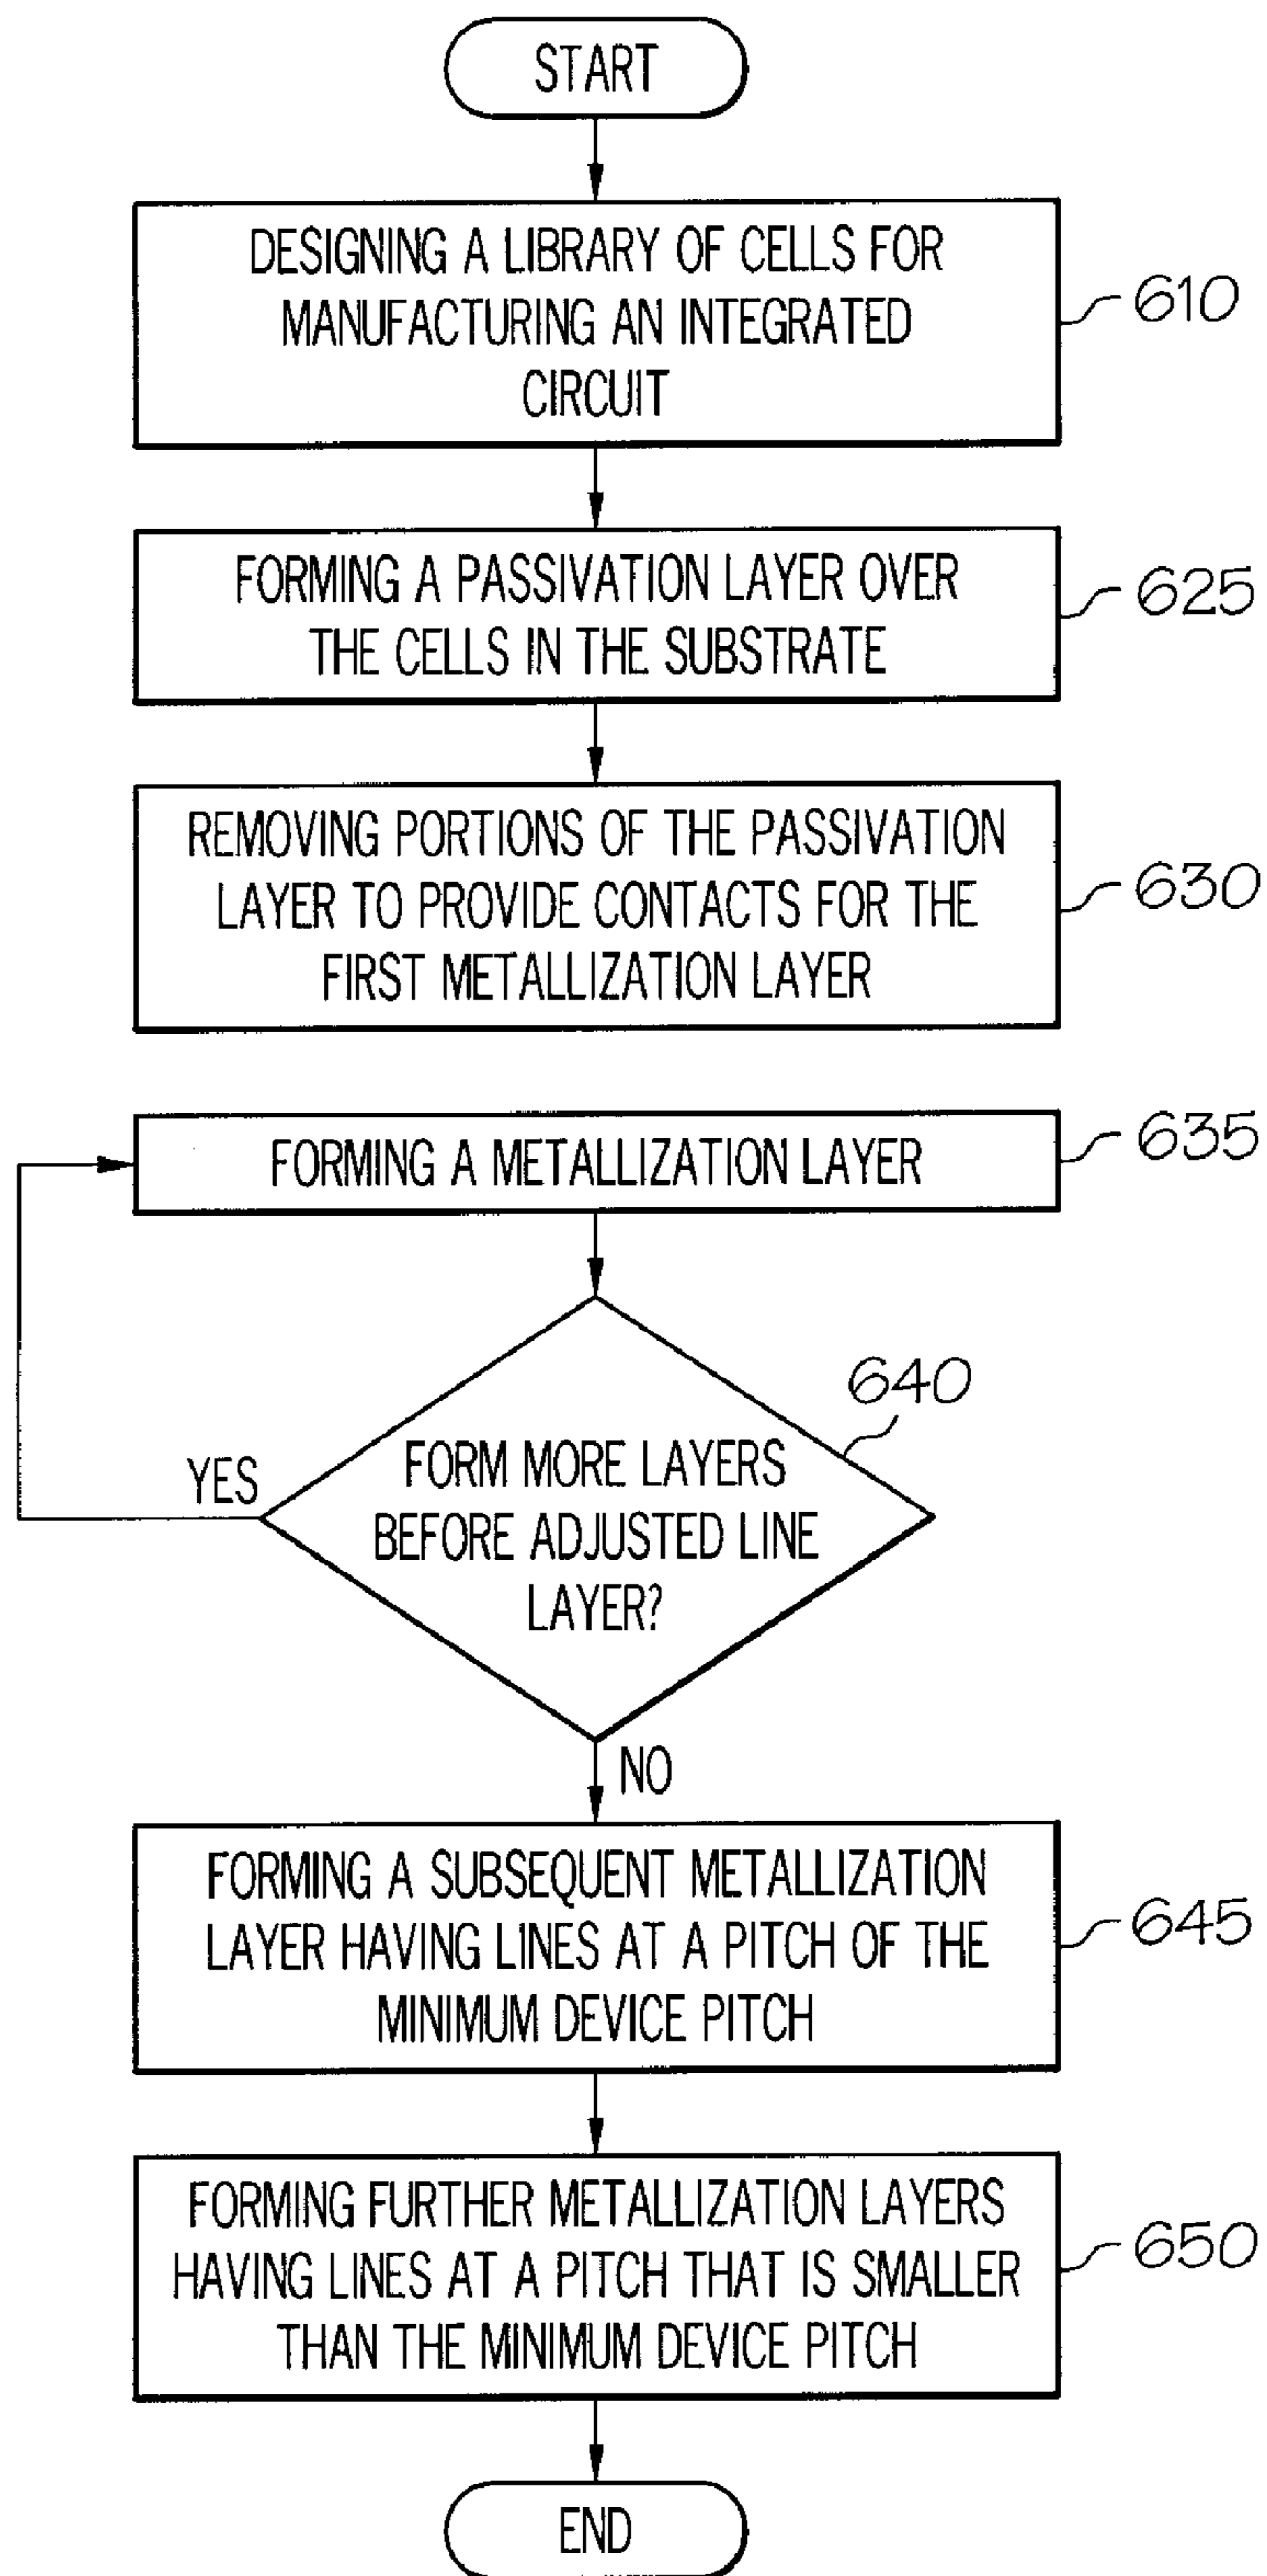 START
DESIGNING A LIBRARY OF CELLS FOR
MANUFACTURING AN INTEGRATED
CIRCUIT
610
FORMING A PASSIVATION LAYER OVER
THE CELLS IN THE SUBSTRATE
625
REMOVING PORTIONS OF THE PASSIVATION
LAYER TO PROVIDE CONTACTS FOR THE
FIRST METALLIZATION LAYER
630
FORMING A METALLIZATION LAYER
635
640
FORM MORE LAYERS
BEFORE ADJUSTED LINE
LAYER?
YES
NO
FORMING A SUBSEQUENT METALLIZATION
LAYER HAVING LINES AT A PITCH OF THE
MINIMUM DEVICE PITCH
645
FORMING FURTHER METALLIZATION LAYERS
HAVING LINES AT A PITCH THAT IS SMALLER
THAN THE MINIMUM DEVICE PITCH
650
END